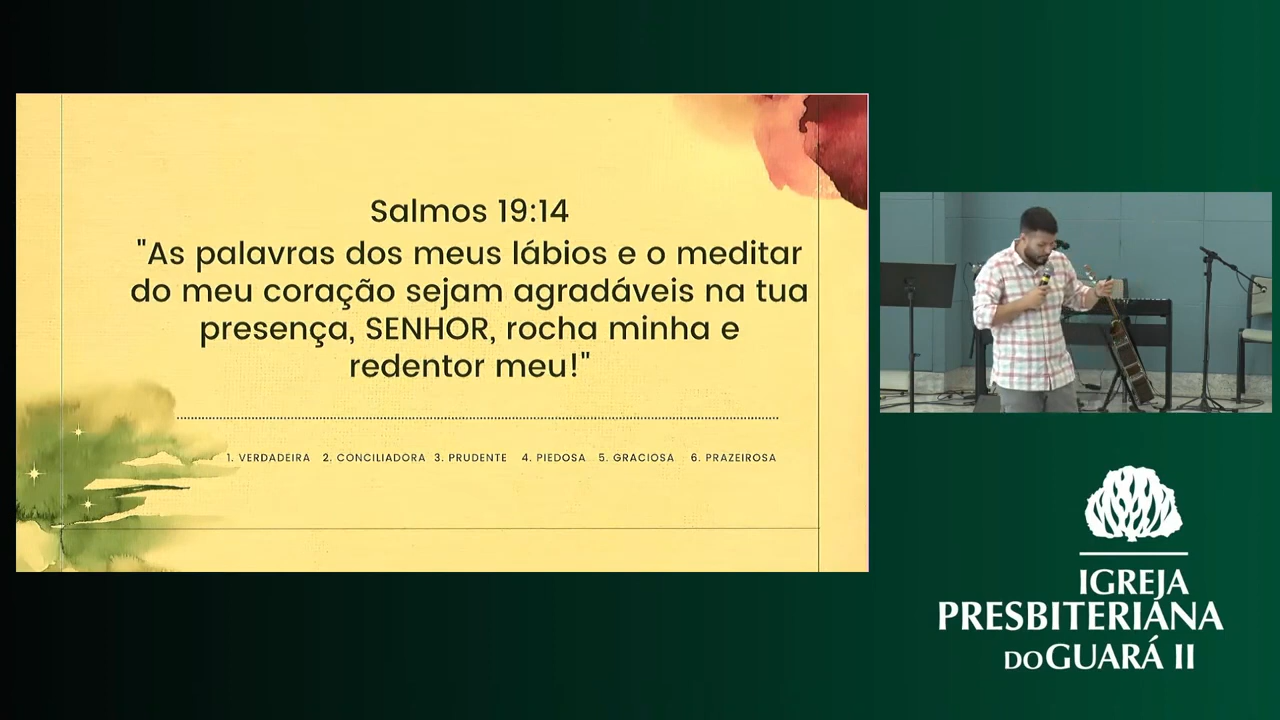 Salmos 19:14
"As palavras dos meus lábios e o meditar
do meu coração sejam agradáveis na tua
presença, SENHOR, rocha minha e
redentor meu!"
1. VERDADEIRA 2. CONCILIADORA 3. PRUDENTE 4. PIEDOSA 5. GRACIOSA 6. PRAZEIROSA
IGREJA
PRESBITERIANA
DO GUARÁ II